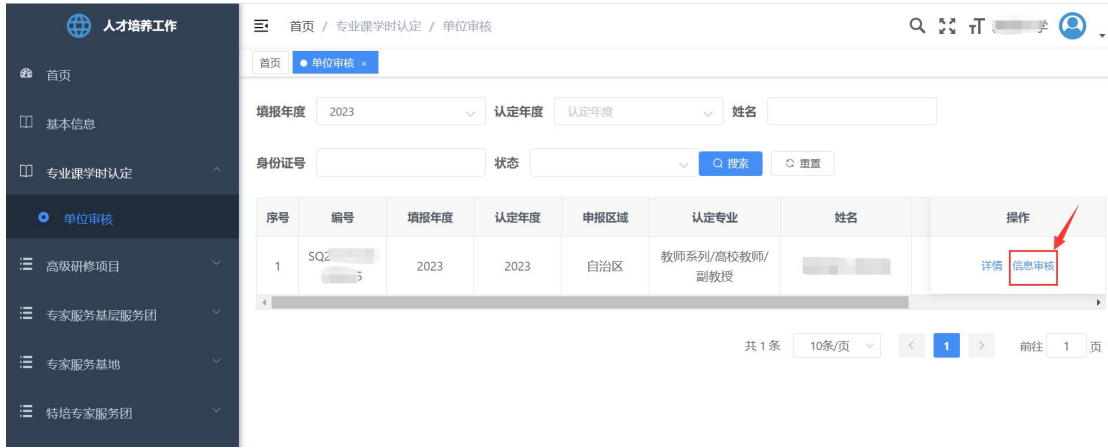 人才培养工作
首页 / 专业课学时认定 / 单位审核
学
首页
首页
单位审核 ×
基本信息
专业课学时认定
单位审核
高级研修项目
专家服务基层服务团
专家服务基地
特培专家服务团
填报年度 2023 认定年度 认定年度 姓名
身份证号 状态 搜索 重置
序号 编号 填报年度 认定年度 申报区域 认定专业 姓名 操作
1 SQ2 5 2023 2023 自治区 教师系列/高校教师/
副教授 详情 信息审核
共 1 条 10条/页 1 前往 1 页